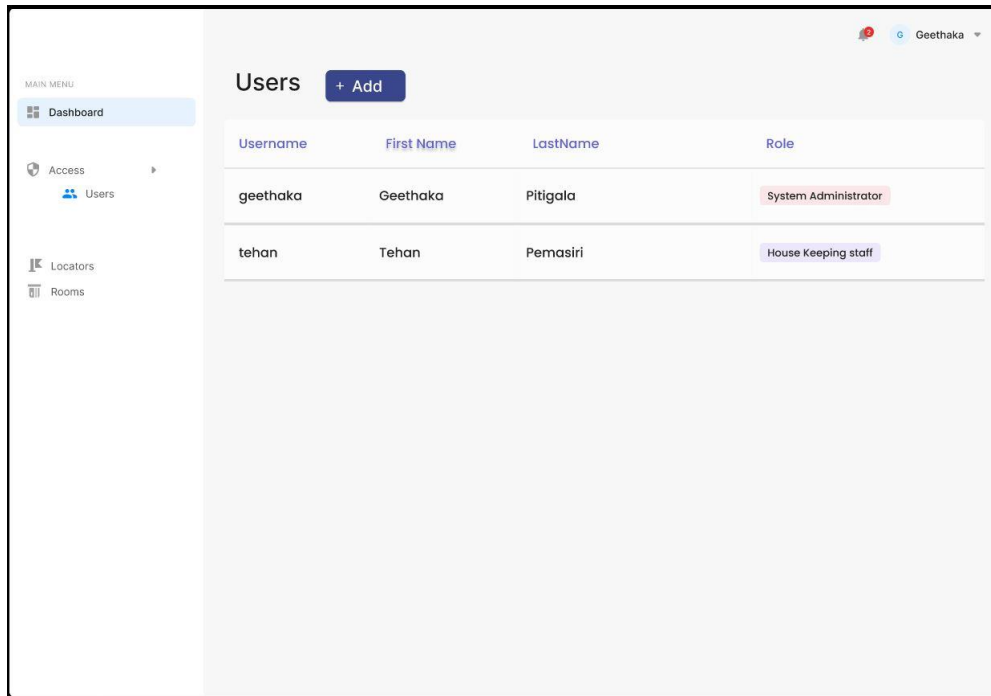 2
G Geethaka
MAIN MENU
Dashboard
Access
Users
Locators
Rooms
Users + Add
Username First Name LastName Role
geethaka Geethaka Pitigala System Administrator
tehan Tehan Pemasiri House Keeping staff